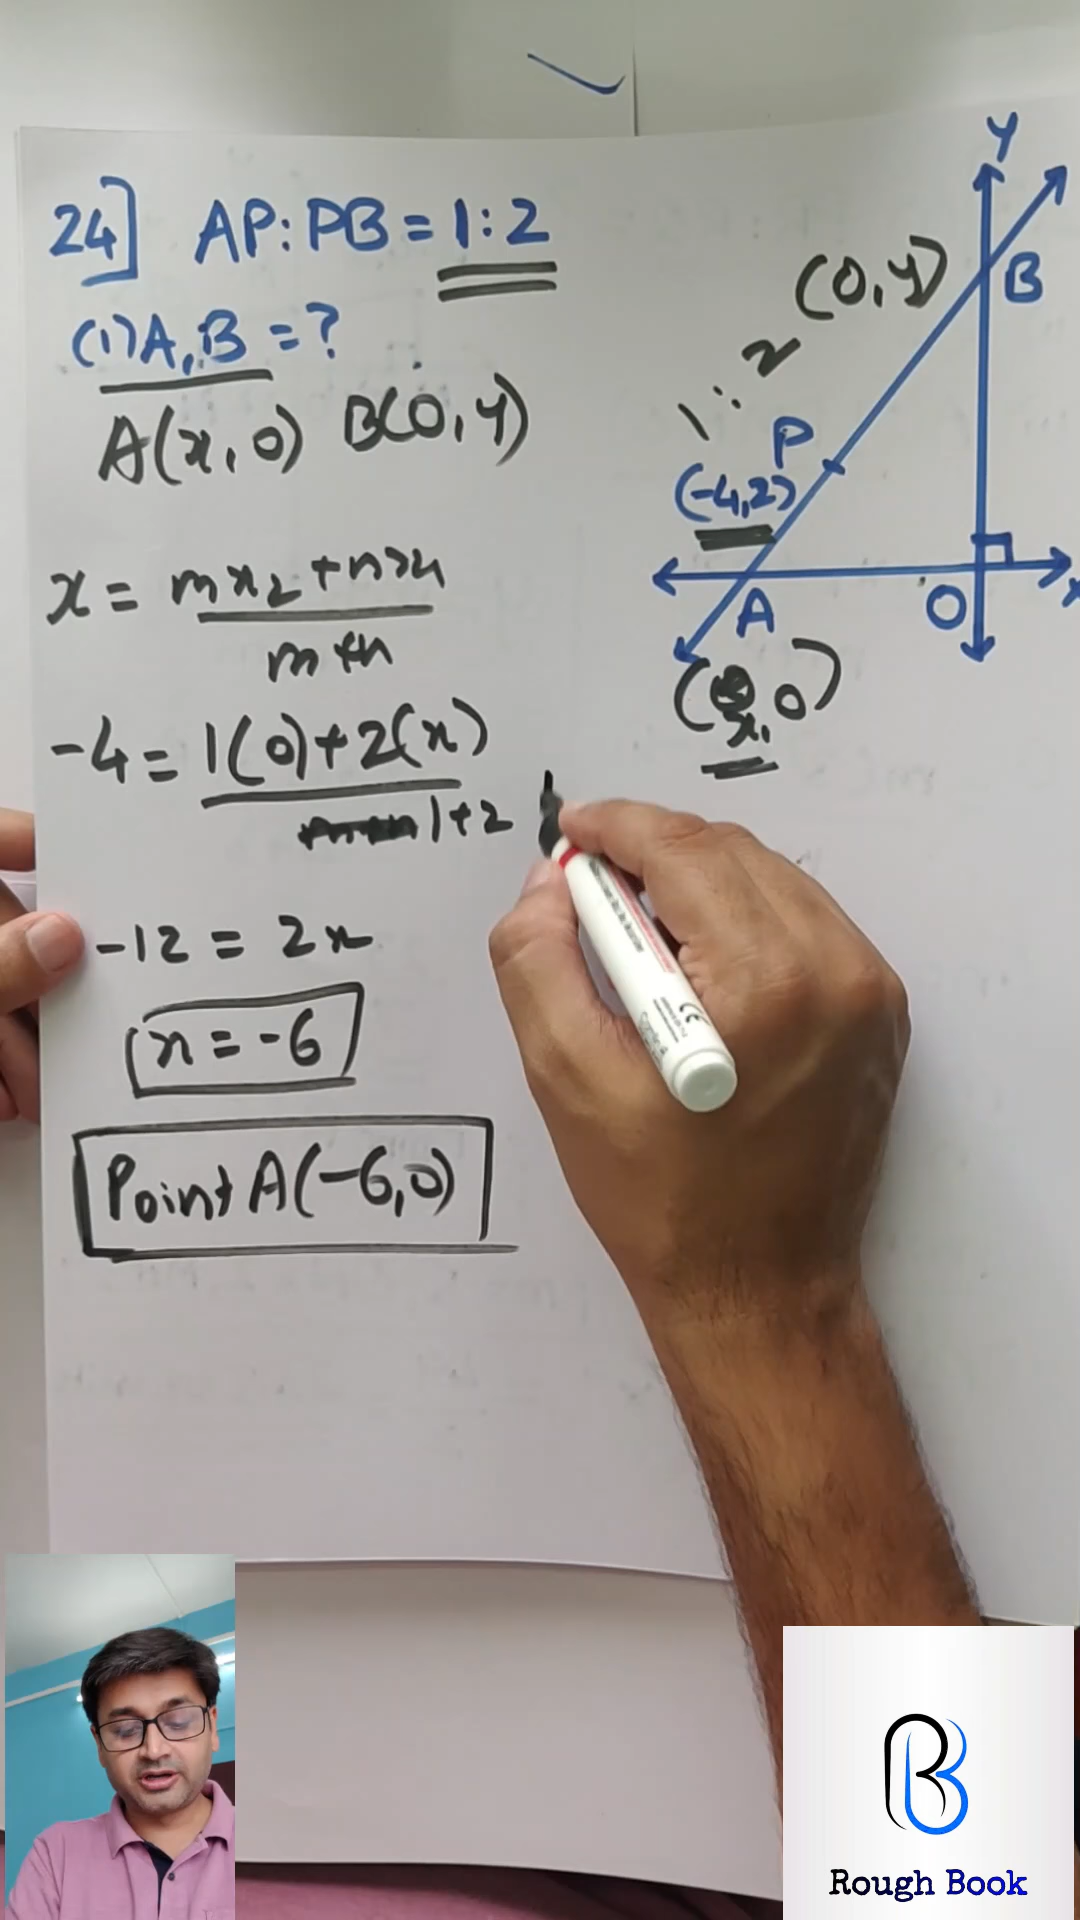 24] AP:PB = 1:2
(1) A, B = ?
A(x, 0) B(0, y)
x = mx₂ + nx₁
m+n
-4 = 1(0) + 2(x)
1+2
-12 = 2x
x = -6
Point A(-6, 0)
Y
B
(0, y)
1:2
P
(-4, 2)
A
O
X
(x, 0)
Rough Book